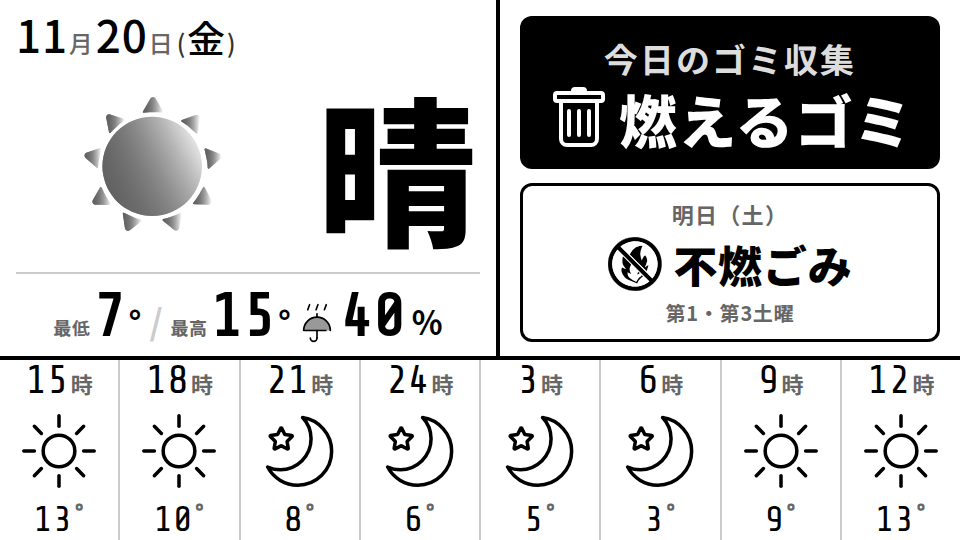 11月20日(金)
晴
最低 7° / 最高 15° 40%
今日のゴミ収集
燃えるゴミ
明日（土）
不燃ごみ
第1・第3土曜
15時 18時 21時 24時 3時 6時 9時 12時
13° 10° 8° 6° 5° 3° 9° 13°